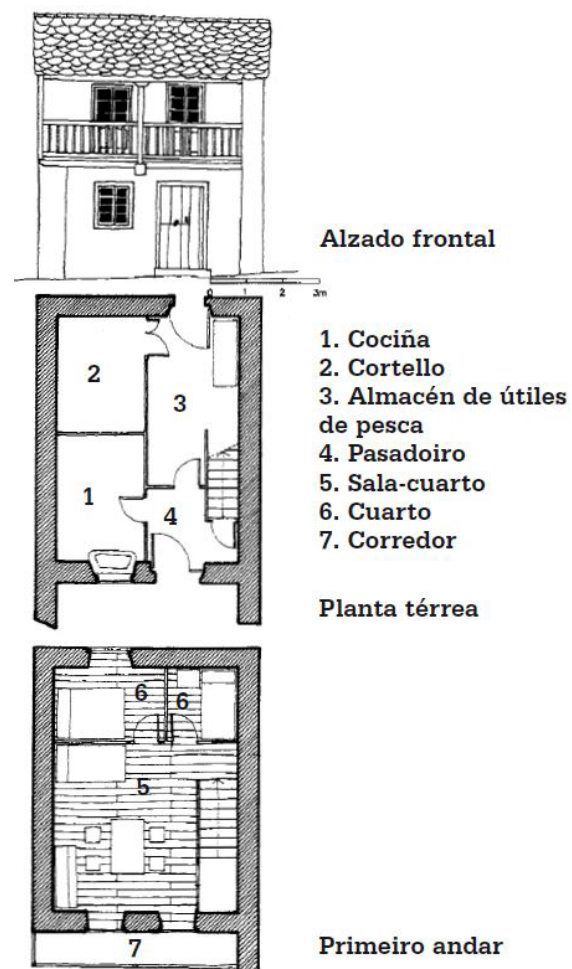 Alzado frontal
0 1 2 3m
1. Cociña
2. Cortello
3. Almacén de útiles
de pesca
4. Pasadoiro
5. Sala-cuarto
6. Cuarto
7. Corredor
2
3
1
4
Planta térrea
6
6
5
7
Primeiro andar